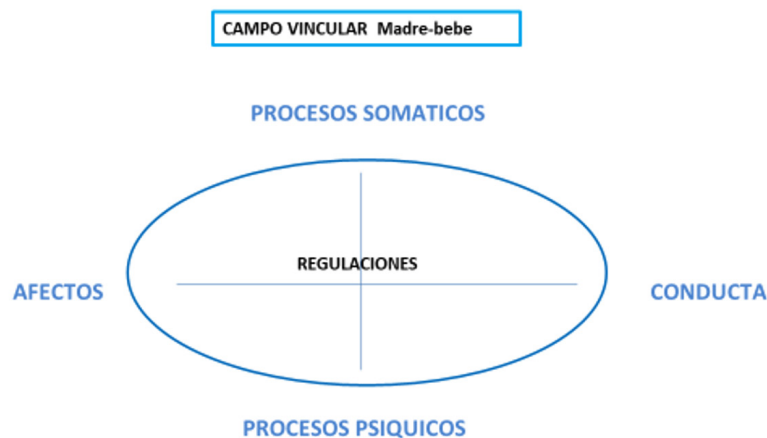 CAMPO VINCULAR Madre-bebe
PROCESOS SOMATICOS
REGULACIONES
AFECTOS
CONDUCTA
PROCESOS PSIQUICOS